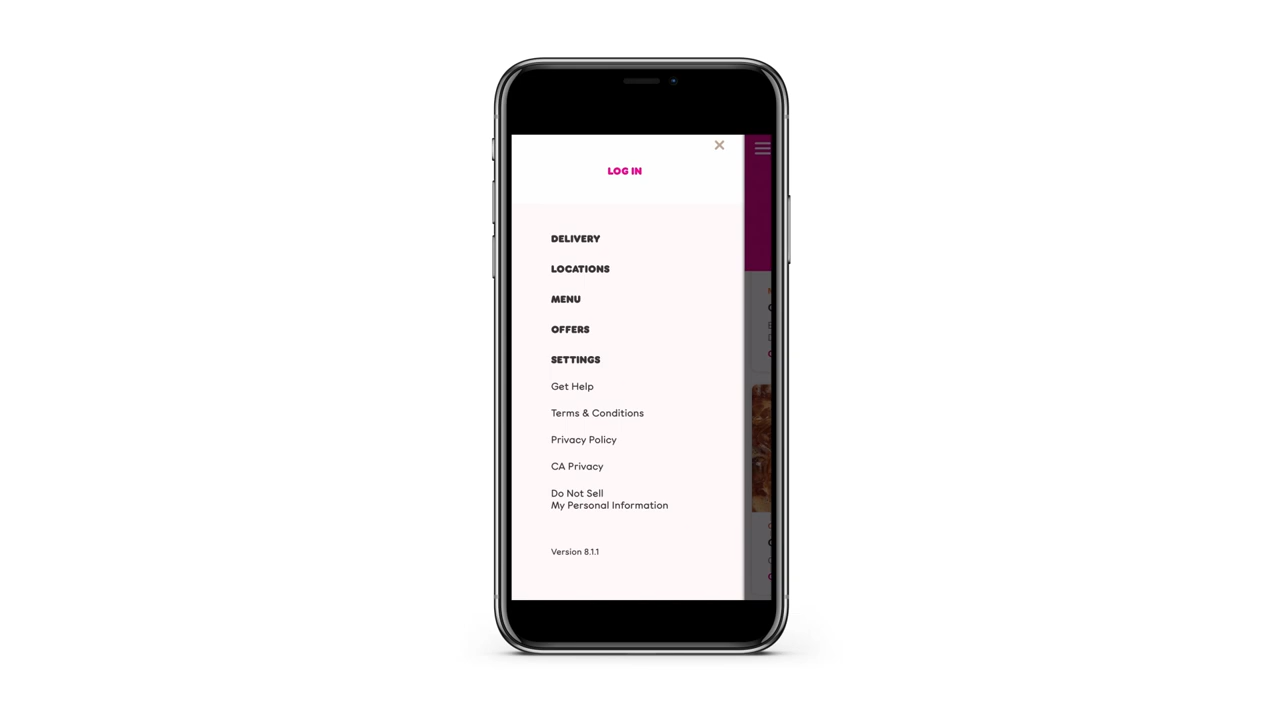 LOG IN
DELIVERY
LOCATIONS
MENU
OFFERS
SETTINGS
Get Help
Terms & Conditions
Privacy Policy
CA Privacy
Do Not Sell
My Personal Information
Version 8.1.1